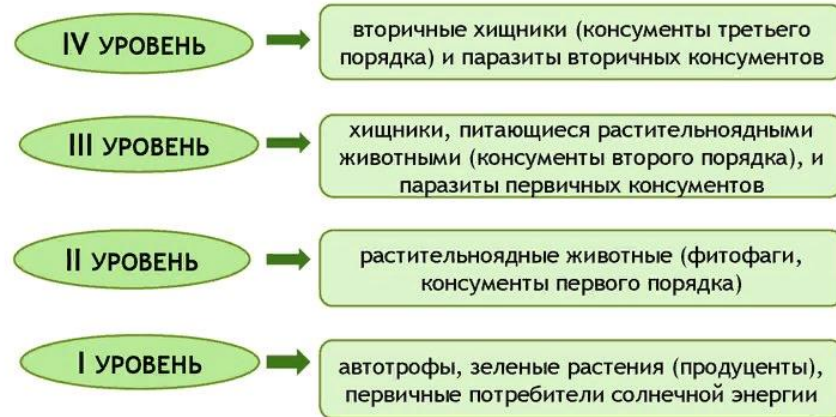 IV УРОВЕНЬ
вторичные хищники (консументы третьего
порядка) и паразиты вторичных консументов
III УРОВЕНЬ
хищники, питающиеся растительноядными
животными (консументы второго порядка), и
паразиты первичных консументов
II УРОВЕНЬ
растительноядные животные (фитофаги,
консументы первого порядка)
I УРОВЕНЬ
автотрофы, зеленые растения (продуценты),
первичные потребители солнечной энергии